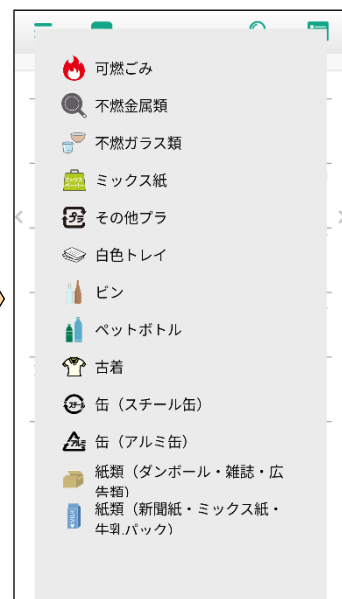 可燃ごみ
不燃金属類
不燃ガラス類
ミックス紙
その他プラ
白色トレイ
ビン
ペットボトル
古着
缶（スチール缶）
缶（アルミ缶）
紙類（ダンボール・雑誌・広
告類）
紙類（新聞紙・ミックス紙・
牛乳パック）